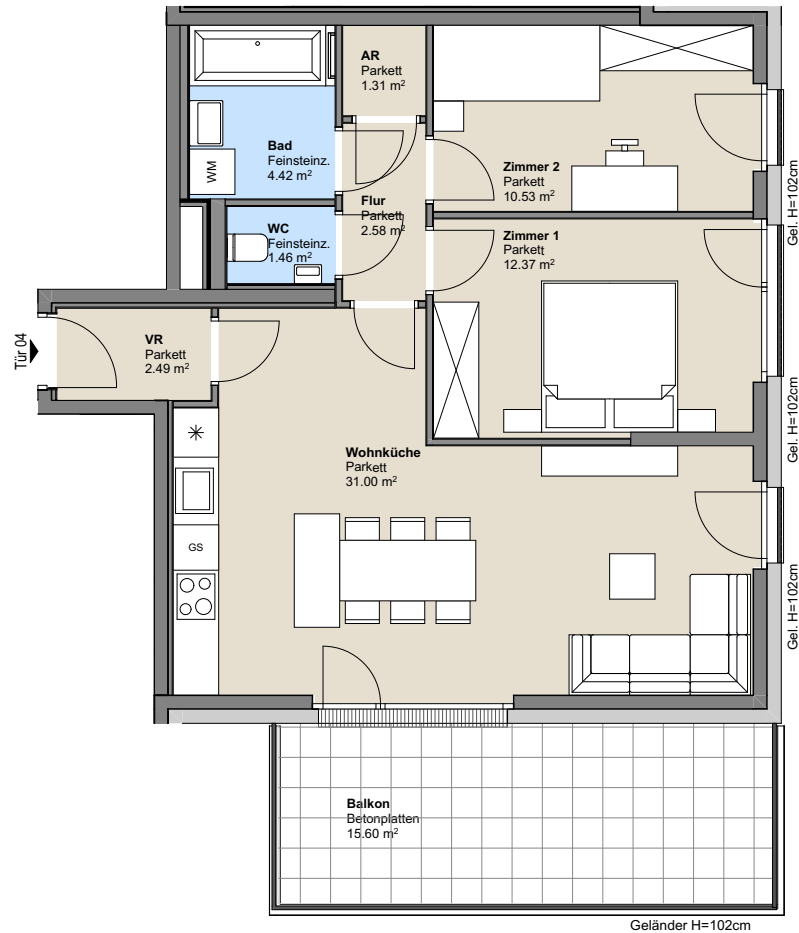 AR
Parkett
1.31 m²
Bad
Feinsteinz.
4.42 m²
WM
Zimmer 2
Parkett
10.53 m²
Gel. H=102cm
Flur
Parkett
2.58 m²
WC
Feinsteinz.
1.46 m²
Zimmer 1
Parkett
12.37 m²
Gel. H=102cm
Tür 04
VR
Parkett
2.49 m²
Wohnküche
Parkett
31.00 m²
GS
Gel. H=102cm
Balkon
Betonplatten
15.60 m²
Geländer H=102cm